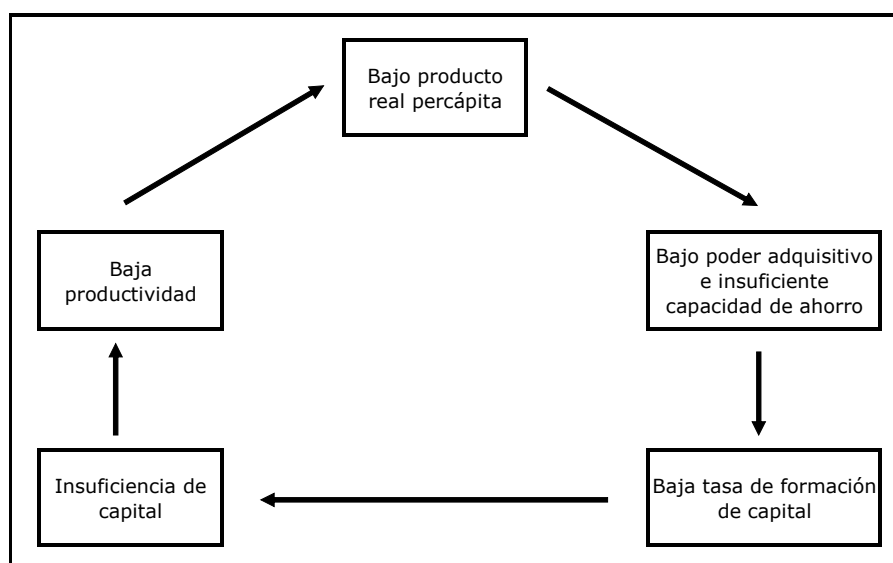 Bajo producto
real percápita
Baja
productividad
Bajo poder adquisitivo
e insuficiente
capacidad de ahorro
Insuficiencia de
capital
Baja tasa de formación
de capital